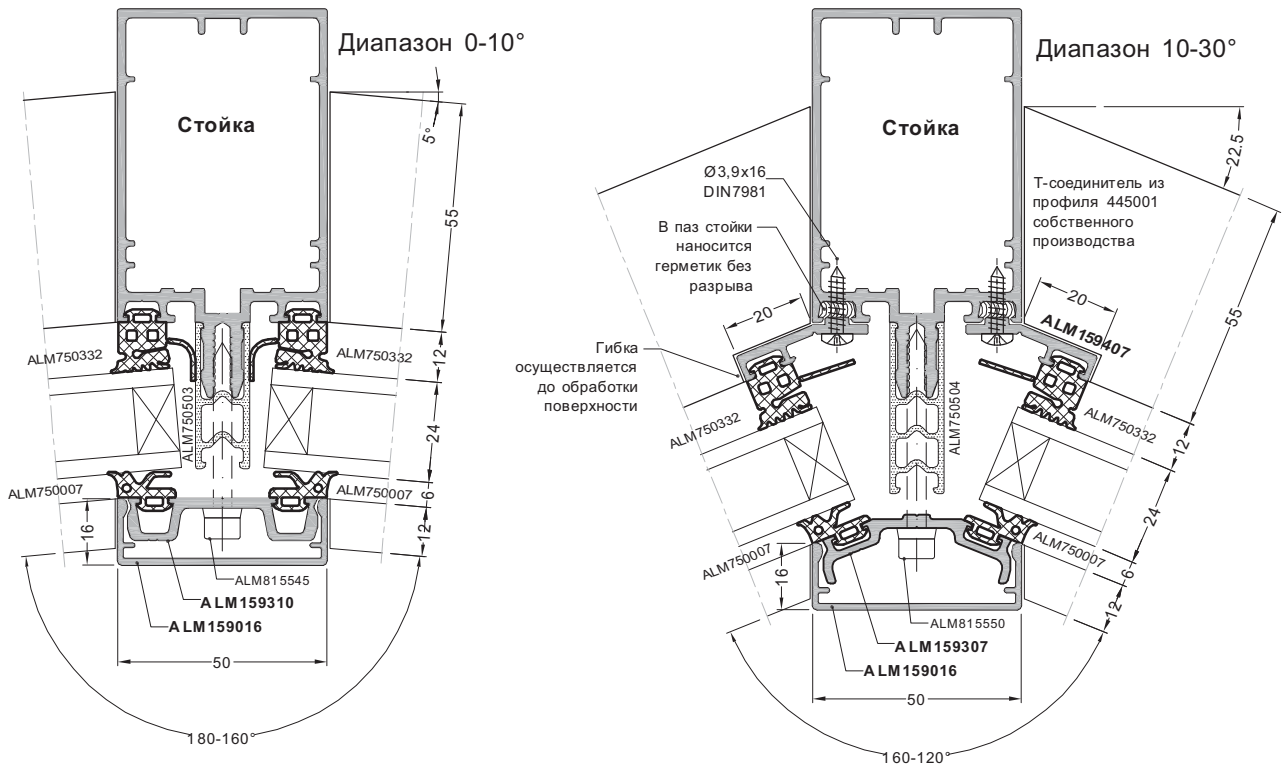 Диапазон 0-10°
Стойка
5°
55
ALM750332
ALM750332
12
ALM750503
24
ALM750007
ALM750007
6
16
12
ALM815545
ALM159310
ALM159016
50
180-160°
Диапазон 10-30°
Стойка
22.5
Ø3,9x16
DIN7981
Т-соединитель из
профиля 445001
собственного
производства
В паз стойки
наносится
герметик без
разрыва
20
20
ALM159407
55
Гибка
осуществляется
до обработки
поверхности
ALM750332
ALM750332
12
ALM750504
24
ALM750007
ALM750007
6
16
12
ALM815550
ALM159307
ALM159016
50
160-120°